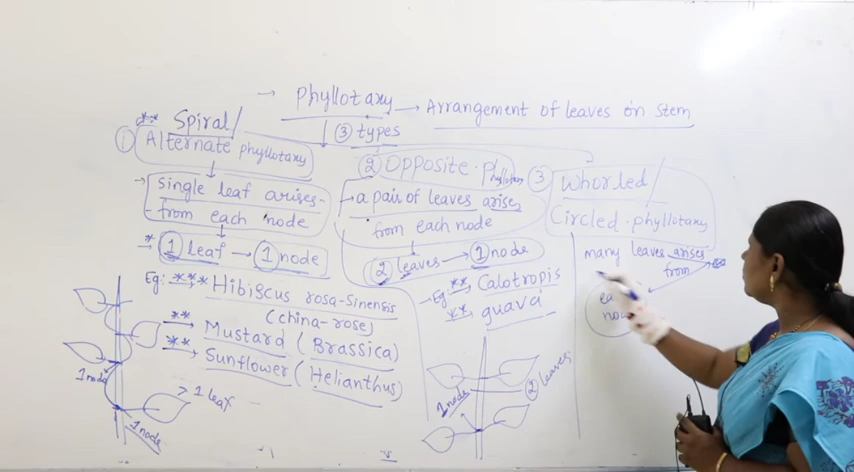 → Phyllotaxy → Arrangement of leaves on stem
③ types
① ** Spiral/
Alternate phyllotaxy
→ single leaf arises-
- from each node
* → ① leaf → ① node
Eg: *** Hibiscus rosa-Sinensis
(china-rose)
** Mustard (Brassica)
** Sunflower (Helianthus)
1 node
→ 1 leaf
1 node
② Opposite phyllotaxy
→ a pair of leaves arises
from each node
② leaves → ① node
→ Eg ** Calotropis
** guava
1 node
② leaves
③ Whorled/
Circled phyllotaxy
many leaves arises
from